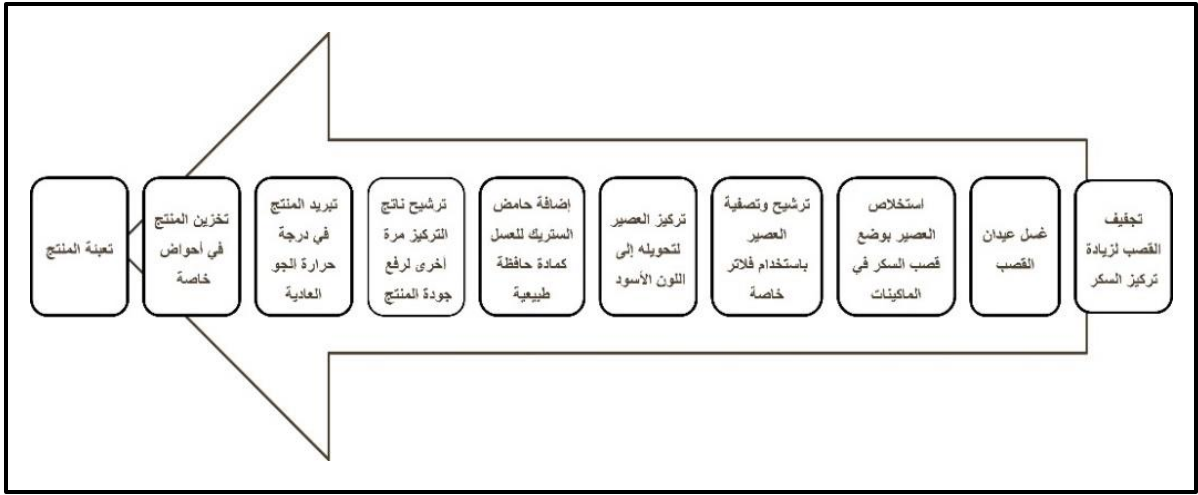 تجفيف
القصب لزيادة
تركيز السكر
غسل عيدان
القصب
استخلاص
العصير بوضع
قصب السكر في
الماكينات
ترشيح وتصفية
العصير
باستخدام فلاتر
خاصة
تركيز العصير
لتحويله إلى
اللون الأسود
إضافة حامض
الستريك للعسل
كمادة حافظة
طبيعية
ترشيح ناتج
التركيز مرة
أخرى لرفع
جودة المنتج
تبريد المنتج
في درجة
حرارة الجو
العادية
تخزين المنتج
في أحواض
خاصة
تعبئة المنتج